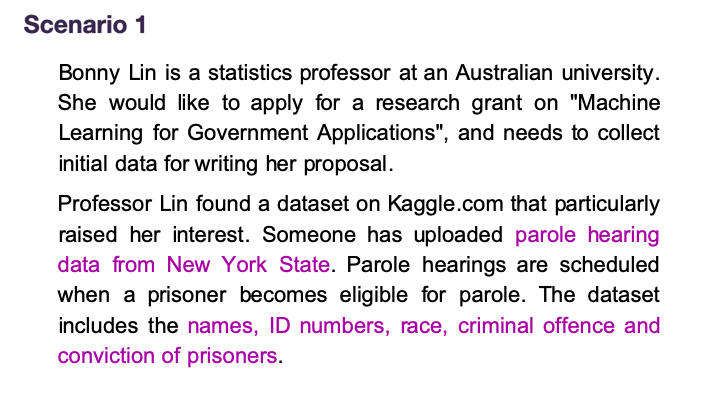 Scenario 1
Bonny Lin is a statistics professor at an Australian university.
She would like to apply for a research grant on "Machine
Learning for Government Applications", and needs to collect
initial data for writing her proposal.
Professor Lin found a dataset on Kaggle.com that particularly
raised her interest. Someone has uploaded parole hearing
data from New York State. Parole hearings are scheduled
when a prisoner becomes eligible for parole. The dataset
includes the names, ID numbers, race, criminal offence and
conviction of prisoners.